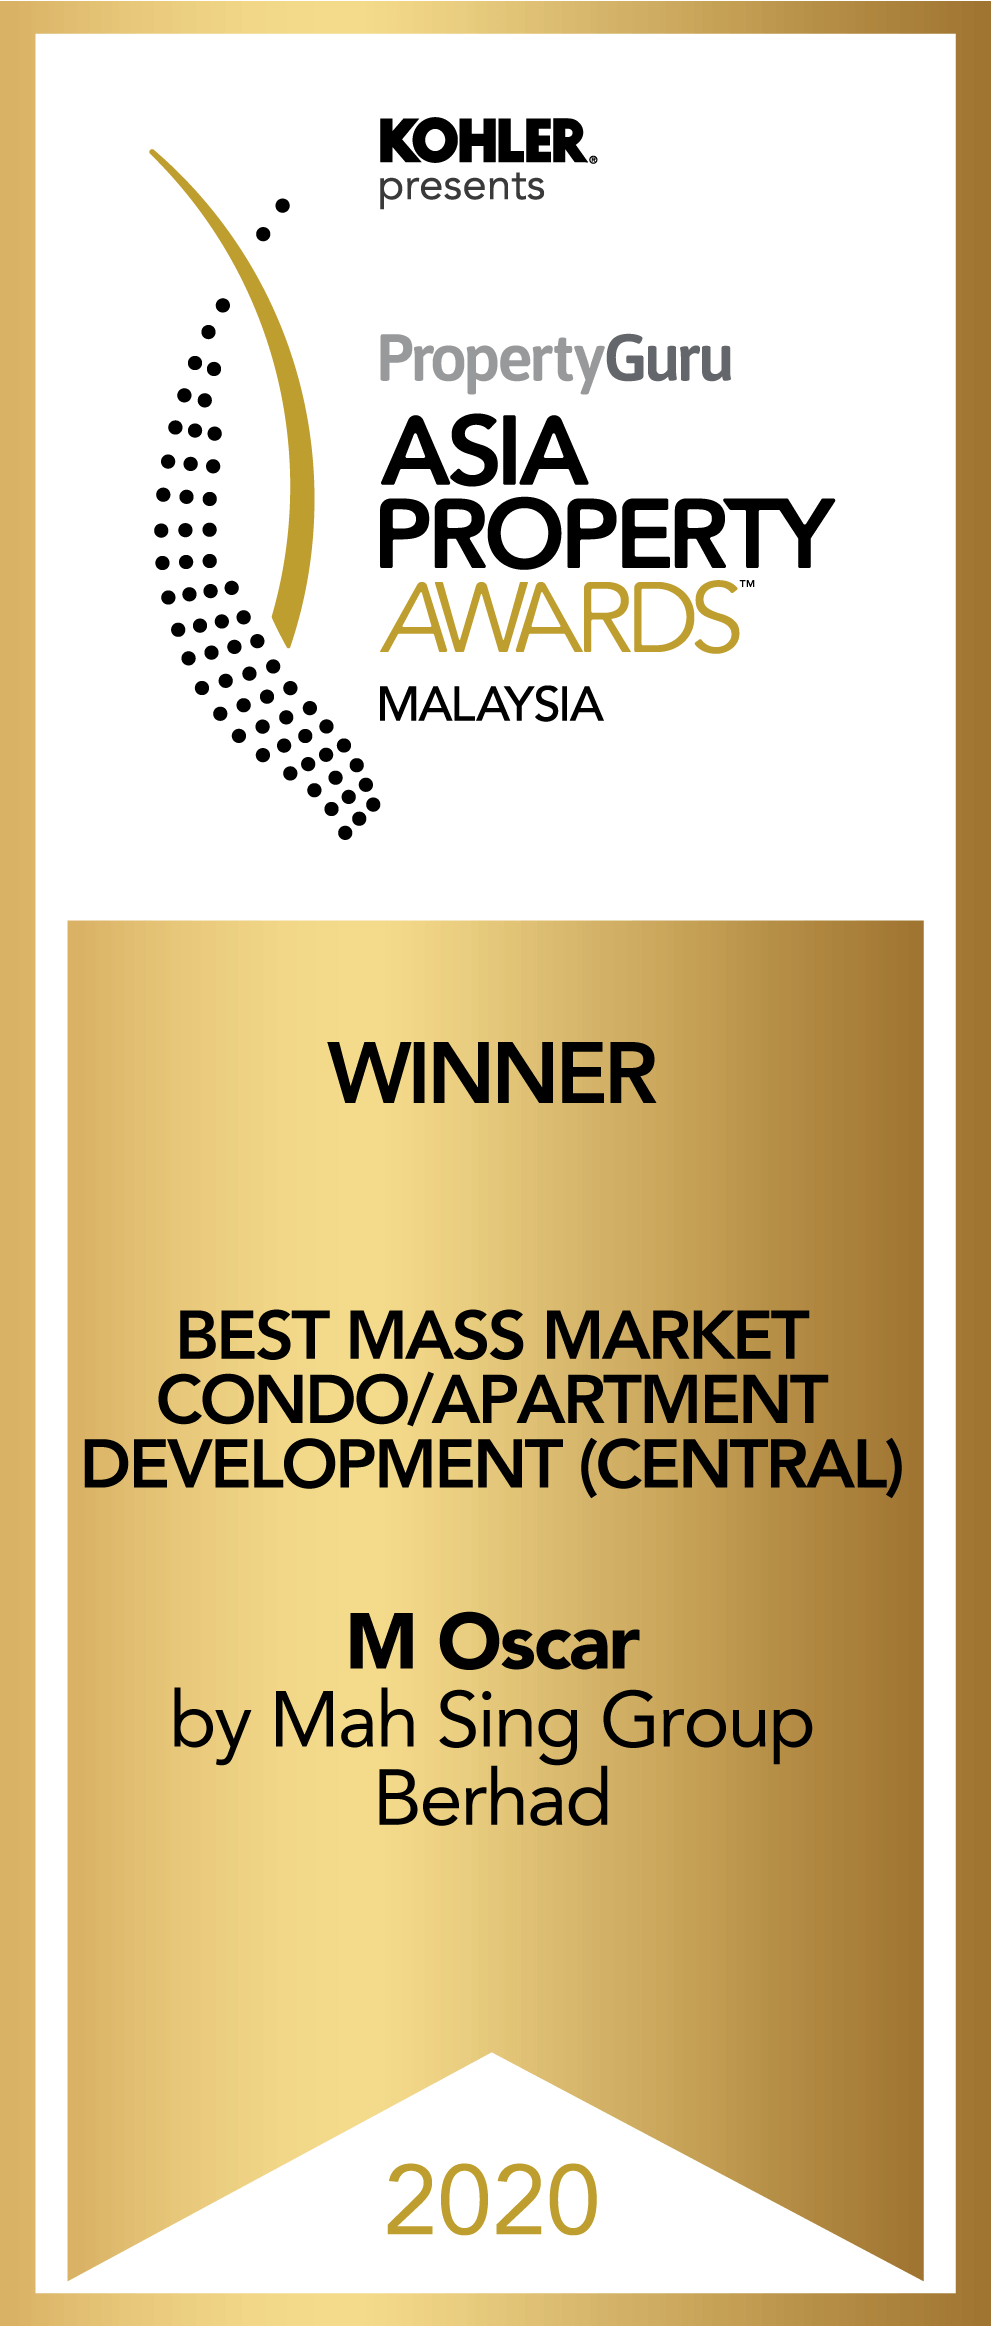 KOHLER®
presents
PropertyGuru
ASIA
PROPERTY
AWARDS™
MALAYSIA
WINNER
BEST MASS MARKET
CONDO/APARTMENT
DEVELOPMENT (CENTRAL)
M Oscar
by Mah Sing Group
Berhad
2020